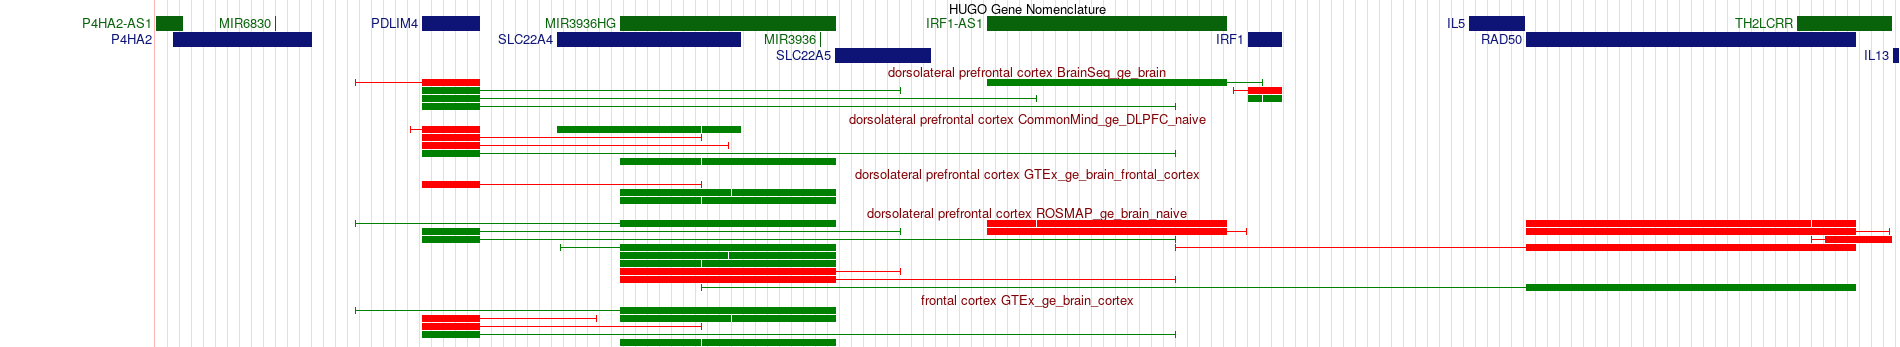 HUGO Gene Nomenclature
P4HA2-AS1 MIR6830 PDLIM4 MIR3936HG IRF1-AS1 IL5 TH2LCRR
P4HA2 SLC22A4 MIR3936 IRF1 RAD50
SLC22A5 IL13
dorsolateral prefrontal cortex BrainSeq_ge_brain
dorsolateral prefrontal cortex CommonMind_ge_DLPFC_naive
dorsolateral prefrontal cortex GTEx_ge_brain_frontal_cortex
dorsolateral prefrontal cortex ROSMAP_ge_brain_naive
frontal cortex GTEx_ge_brain_cortex